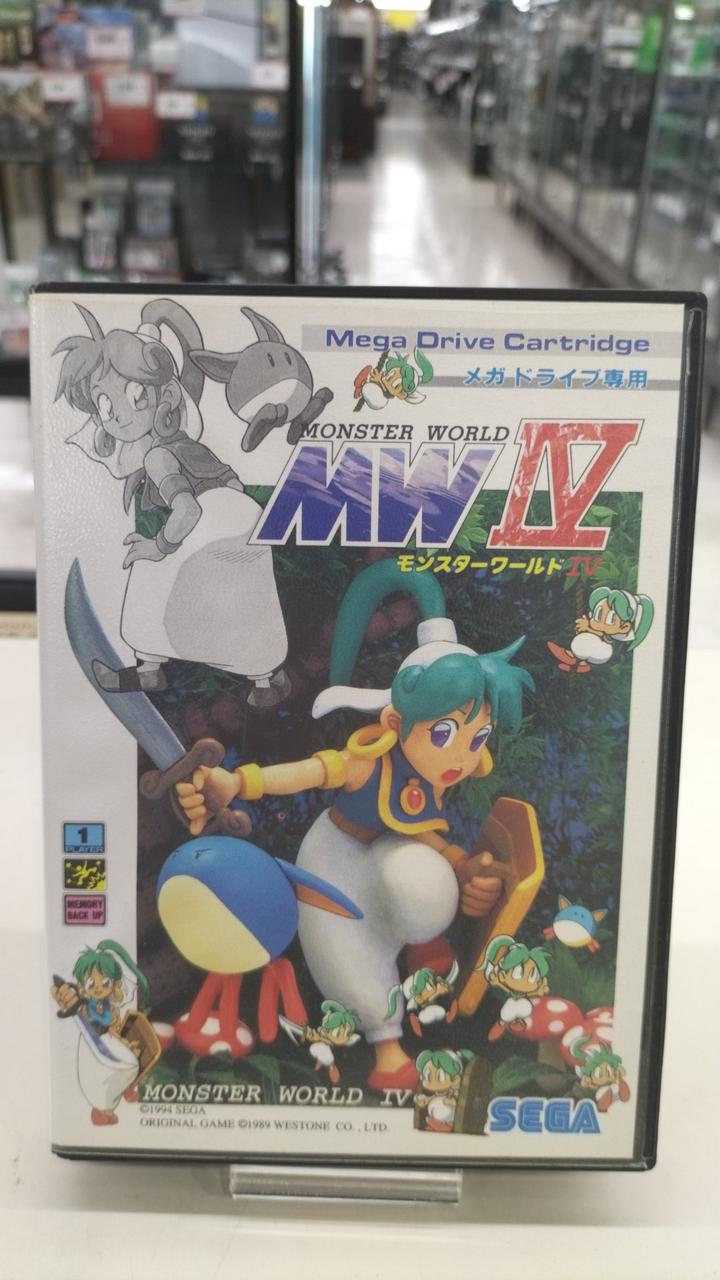 Mega Drive Cartridge
メガドライブ専用
MONSTER WORLD
MW IV
モンスターワールドIV
1
PLAYER
MEMORY
BACK UP
MONSTER WORLD IV
©1994 SEGA
ORIGINAL GAME ©1989 WESTONE CO., LTD.
SEGA